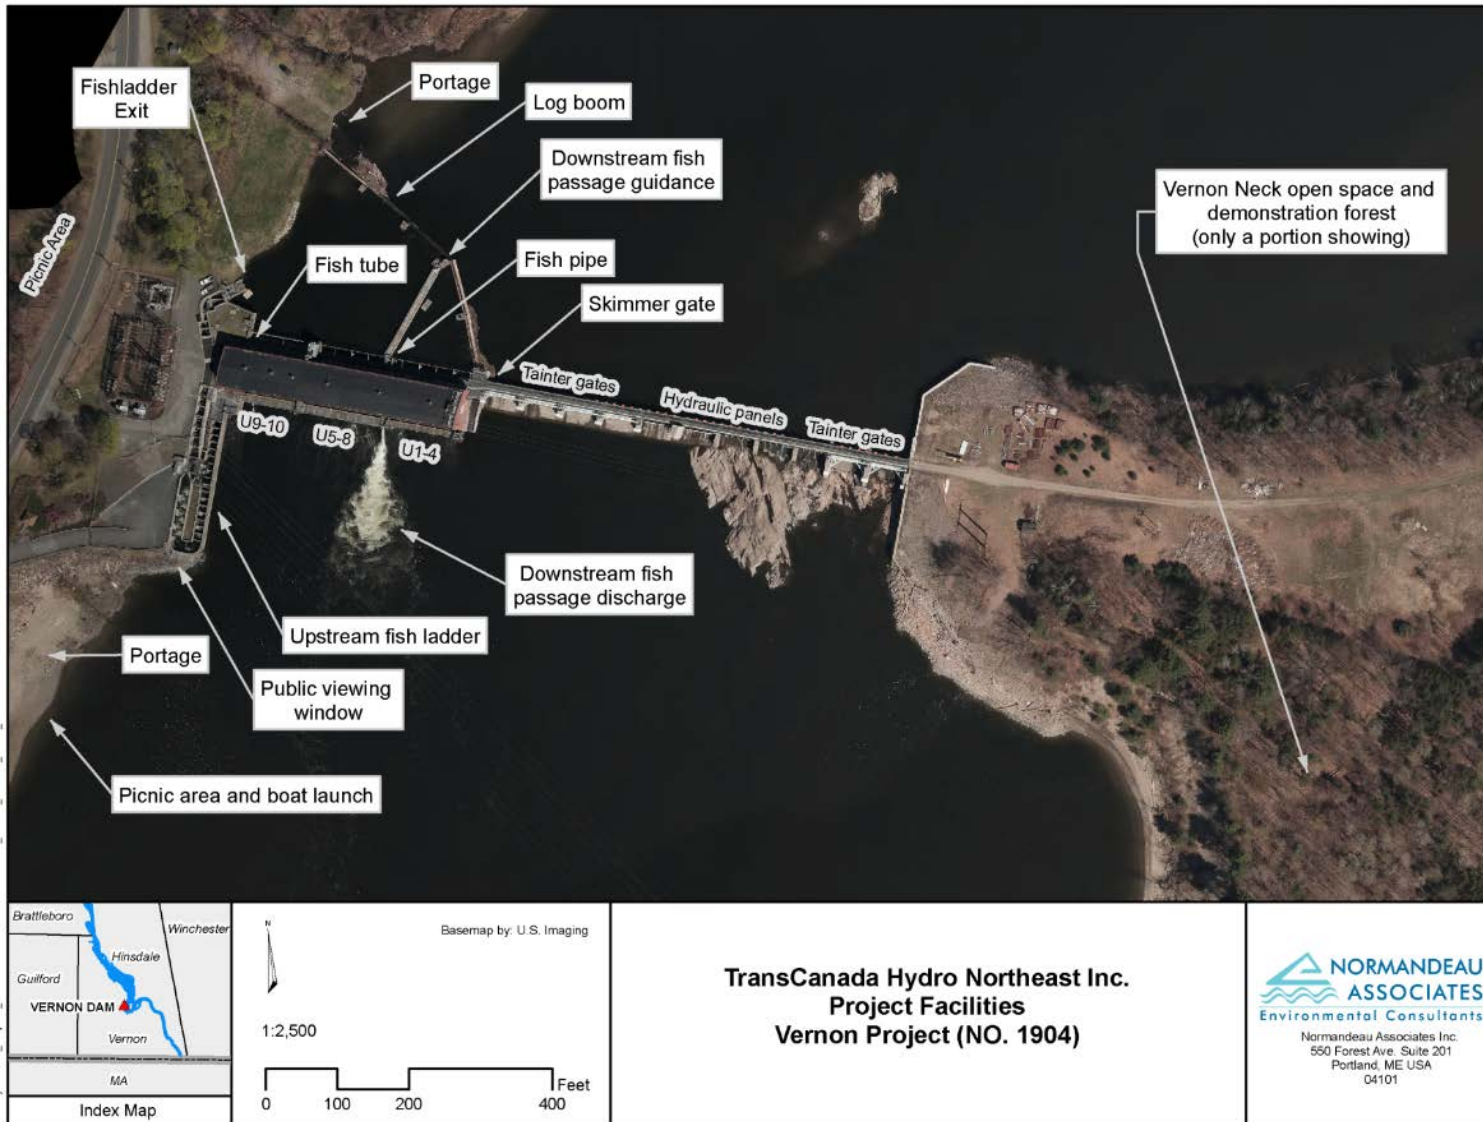 Fishladder
Exit
Portage
Log boom
Downstream fish
passage guidance
Vernon Neck open space and
demonstration forest
(only a portion showing)
Picnic Area
Fish tube
Fish pipe
Skimmer gate
Tainter gates
Hydraulic panels
Tainter gates
U9-10
U5-8
U1-4
Downstream fish
passage discharge
Upstream fish ladder
Portage
Public viewing
window
Picnic area and boat launch
Brattleboro
Winchester
Hinsdale
Guilford
VERNON DAM
Vernon
MA
Index Map
N
Basemap by: U.S. Imaging
1:2,500
Feet
0 100 200 400
TransCanada Hydro Northeast Inc.
Project Facilities
Vernon Project (NO. 1904)
NORMANDEAU
ASSOCIATES
Environmental Consultants
Normandeau Associates Inc.
550 Forest Ave. Suite 201
Portland, ME USA
04101